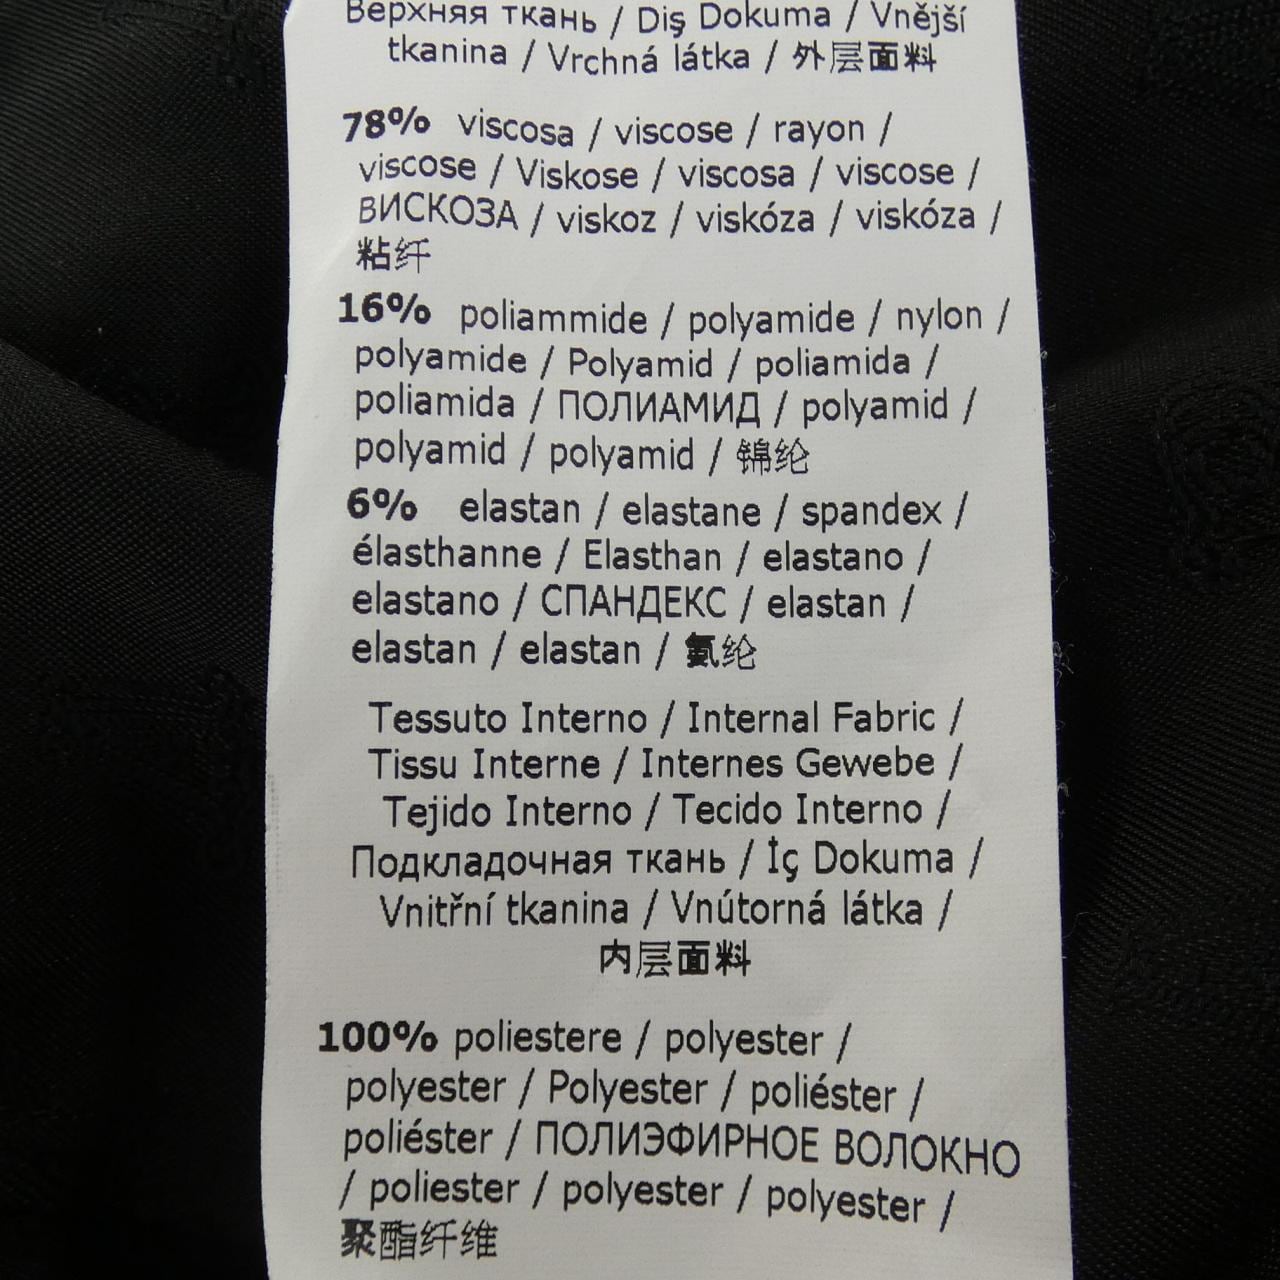 Верхняя ткань / Diş Dokuma / Vnější
tkanina / Vrchná látka / 外层面料
78% viscosa / viscose / rayon /
viscose / Viskose / viscosa / viscose /
ВИСКОЗА / viskoz / viskóza / viskóza /
粘纤
16% poliammide / polyamide / nylon /
polyamide / Polyamid / poliamida /
poliamida / ПОЛИАМИД / polyamid /
polyamid / polyamid / 锦纶
6% elastan / elastane / spandex /
élasthanne / Elasthan / elastano /
elastano / СПАНДЕКС / elastan /
elastan / elastan / 氨纶
Tessuto Interno / Internal Fabric /
Tissu Interne / Internes Gewebe /
Tejido Interno / Tecido Interno /
Подкладочная ткань / İç Dokuma /
Vnitřní tkanina / Vnútorná látka /
内层面料
100% poliestere / polyester /
polyester / Polyester / poliéster /
poliéster / ПОЛИЭФИРНОЕ ВОЛОКНО
/ poliester / polyester / polyester /
聚酯纤维